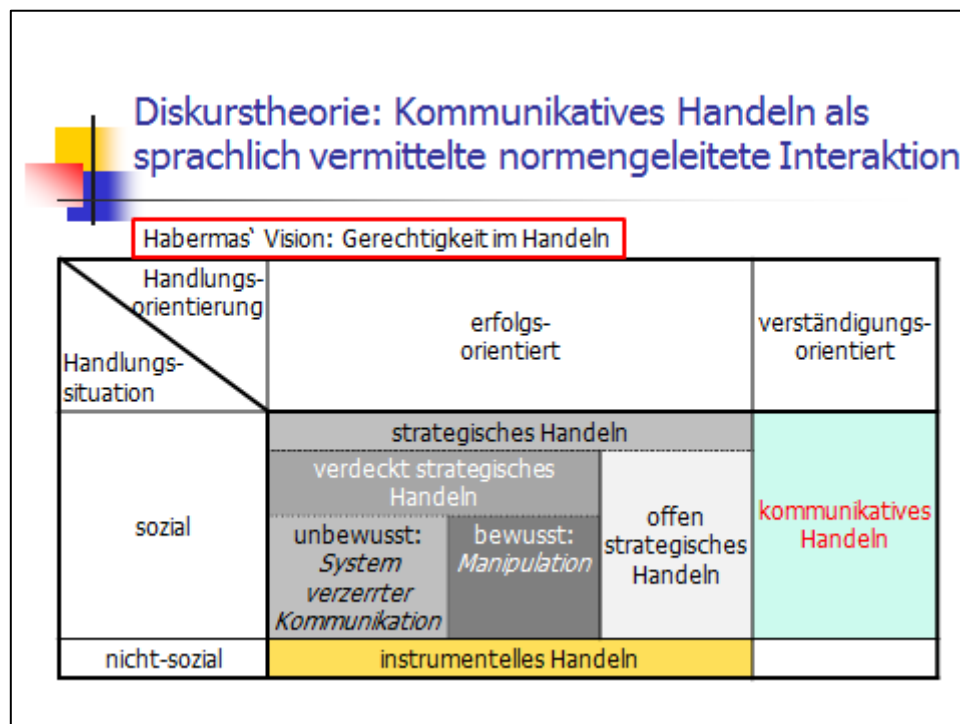 Diskurstheorie: Kommunikatives Handeln als
sprachlich vermittelte normengeleitete Interaktion
Habermas` Vision: Gerechtigkeit im Handeln
Handlungs-
orientierung
Handlungs-
situation
erfolgs-
orientiert
verständigungs-
orientiert
sozial
strategisches Handeln
verdeckt strategisches
Handeln
unbewusst:
System
verzerrter
Kommunikation
bewusst:
Manipulation
offen
strategisches
Handeln
kommunikatives
Handeln
nicht-sozial
instrumentelles Handeln